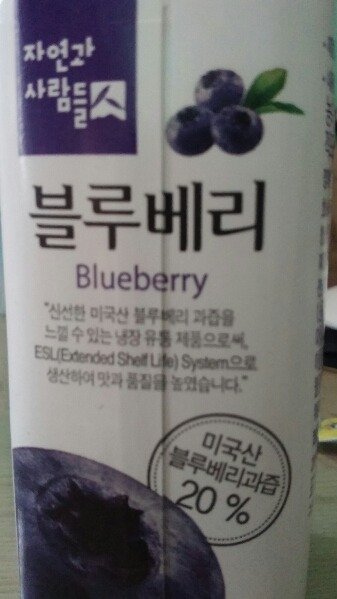 자연과
사람들
블루베리
Blueberry
"신선한 미국산 블루베리 과즙을
느낄 수 있는 냉장 유통 제품으로써,
ESL(Extended Shelf Life) System으로
생산하여 맛과 품질을 높였습니다."
미국산
블루베리과즙
20 %